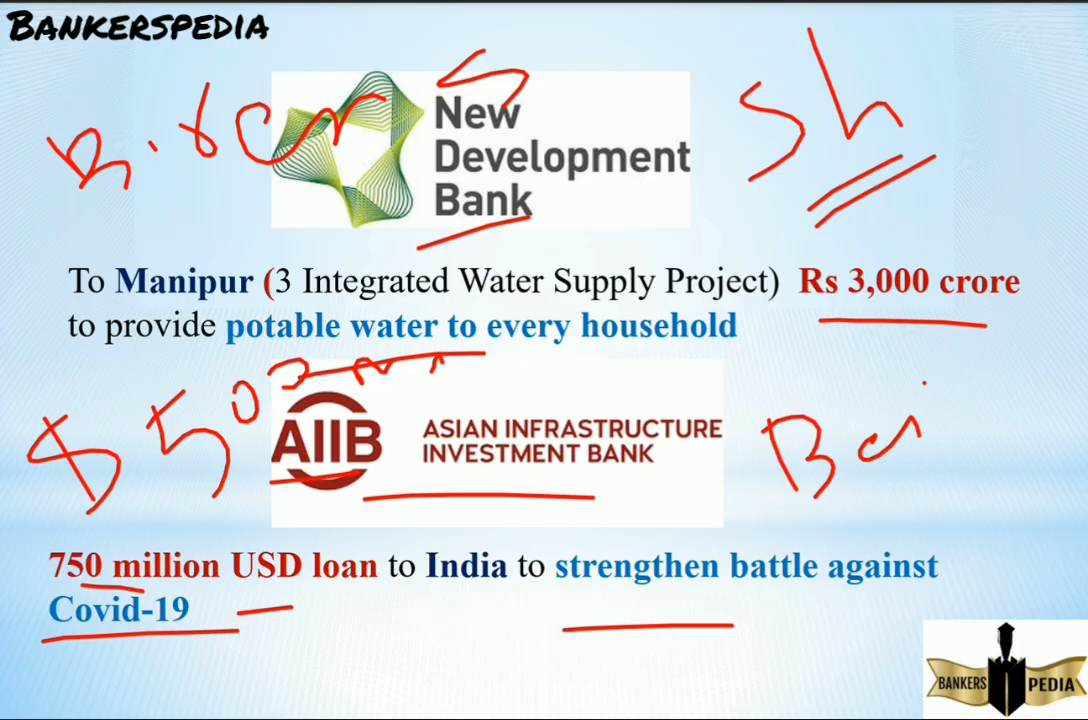 BANKERSPEDIA
New
Development
Bank
To Manipur (3 Integrated Water Supply Project) Rs 3,000 crore
to provide potable water to every household
AIIB
ASIAN INFRASTRUCTURE
INVESTMENT BANK
750 million USD loan to India to strengthen battle against
Covid-19
BANKERS PEDIA